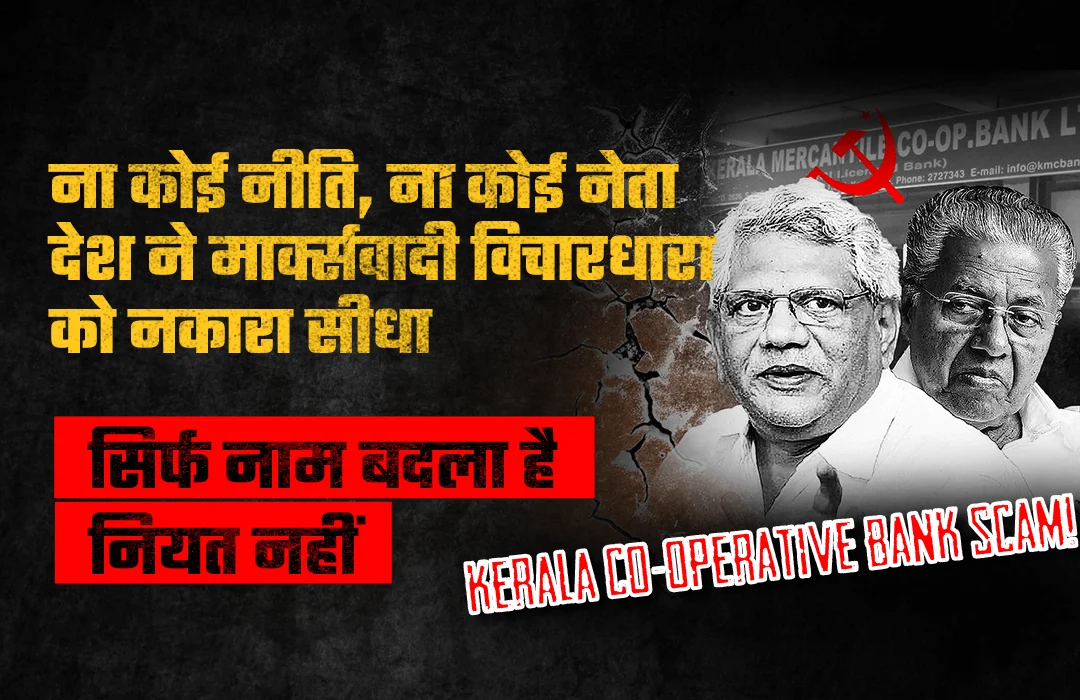 ना कोई नीति, ना कोई नेता
देश ने मार्क्सवादी विचारधारा
को नकारा सीधा
सिर्फ नाम बदला है
नियत नहीं
KERALA MERCANTILE CO-OP. BANK L
Bank)
Phone: 2727343 E-mail: info@kmcban
KERALA CO-OPERATIVE BANK SCAM!